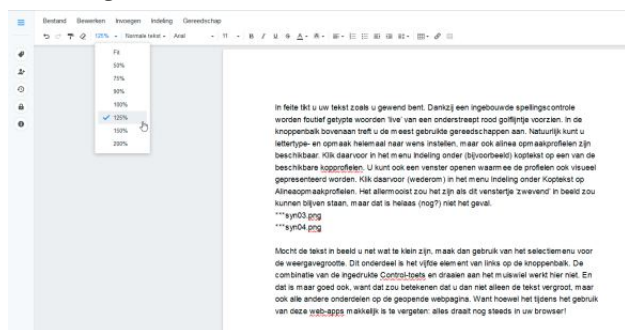 Bestand Bewerken Invoegen Indeling Gereedschap
125% Normale tekst Arial 11 B I U S A
Fit
50%
75%
90%
100%
125%
150%
200%
In feite tikt u uw tekst zoals u gewend bent. Dankzij een ingebouwde spellingscontrole
worden foutief getypte woorden 'live' van een onderstreept rood golflijntje voorzien. In de
knoppenbalk bovenaan treft u de meest gebruikte gereedschappen aan. Natuurlijk kunt u
lettertype- en opmaak helemaal naar wens instellen, maar ook alinea opmaakprofielen zijn
beschikbaar. Klik daarvoor in het menu Indeling onder (bijvoorbeeld) koptekst op een van de
beschikbare kopprofielen. U kunt ook een venster openen waarmee de profielen ook visueel
gepresenteerd worden. Klik daarvoor (wederom) in het menu Indeling onder Koptekst op
Alineaopmaakprofielen. Het allermooist zou het zijn als dit venstertje 'zwevend' in beeld zou
kunnen blijven staan, maar dat is helaas (nog?) niet het geval.
***syn03.png
***syn04.png
Mocht de tekst in beeld u net wat te klein zijn, maak dan gebruik van het selectiemenu voor
de weergavegrootte. Dit onderdeel is het vijfde element van links op de knoppenbalk. De
combinatie van de ingedrukte Control-toets en draaien aan het muiswiel werkt hier niet. En
dat is maar goed ook, want dat zou betekenen dat u dan niet alleen de tekst vergroot, maar
ook alle andere onderdelen op de geopende webpagina. Want hoewel het tijdens het gebruik
van deze web-apps makkelijk is te vergeten: alles draait nog steeds in uw browser!